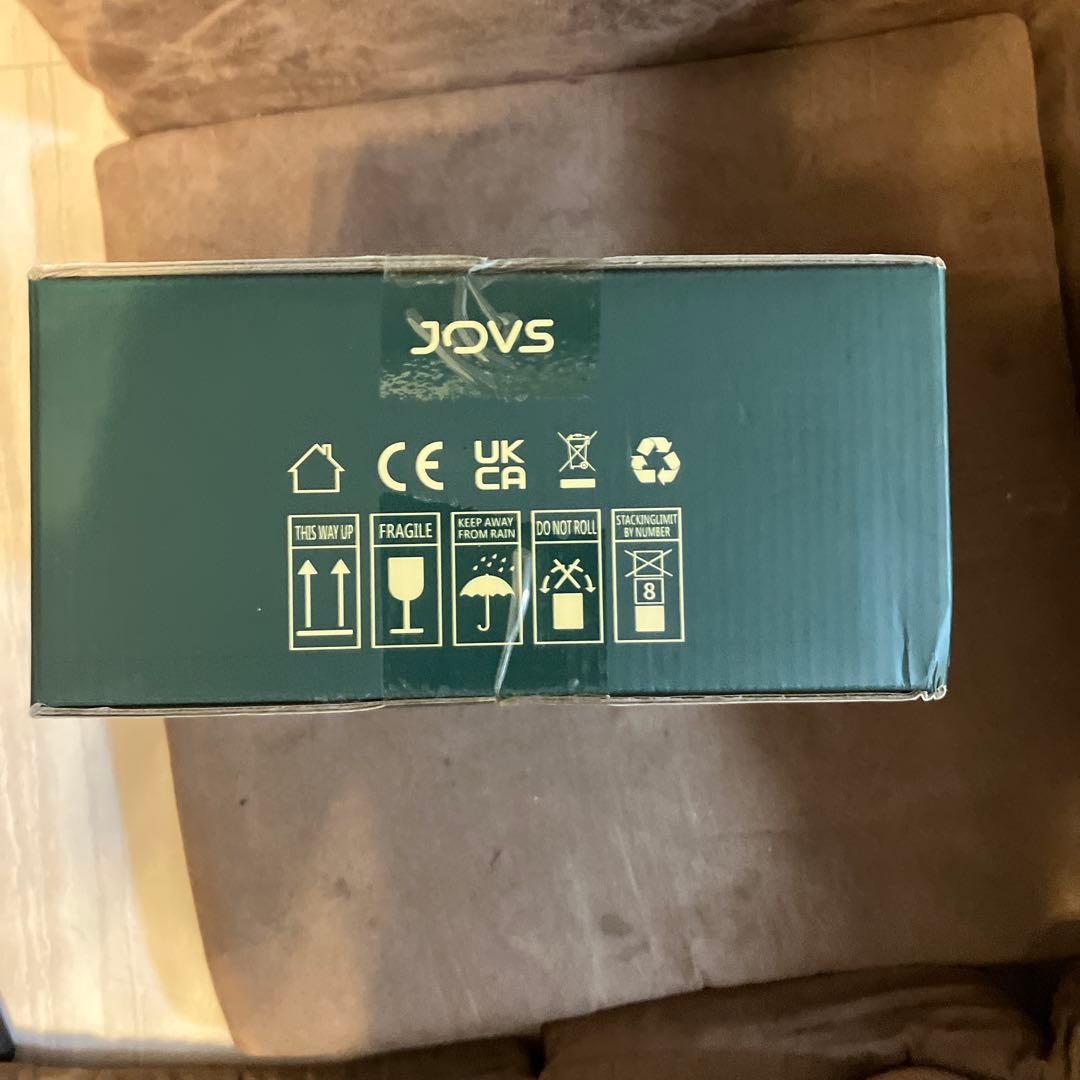 JOVS
CE UK CA
THIS WAY UP
FRAGILE
KEEP AWAY
FROM RAIN
DO NOT ROLL
STACKINGLIMIT
BY NUMBER
8